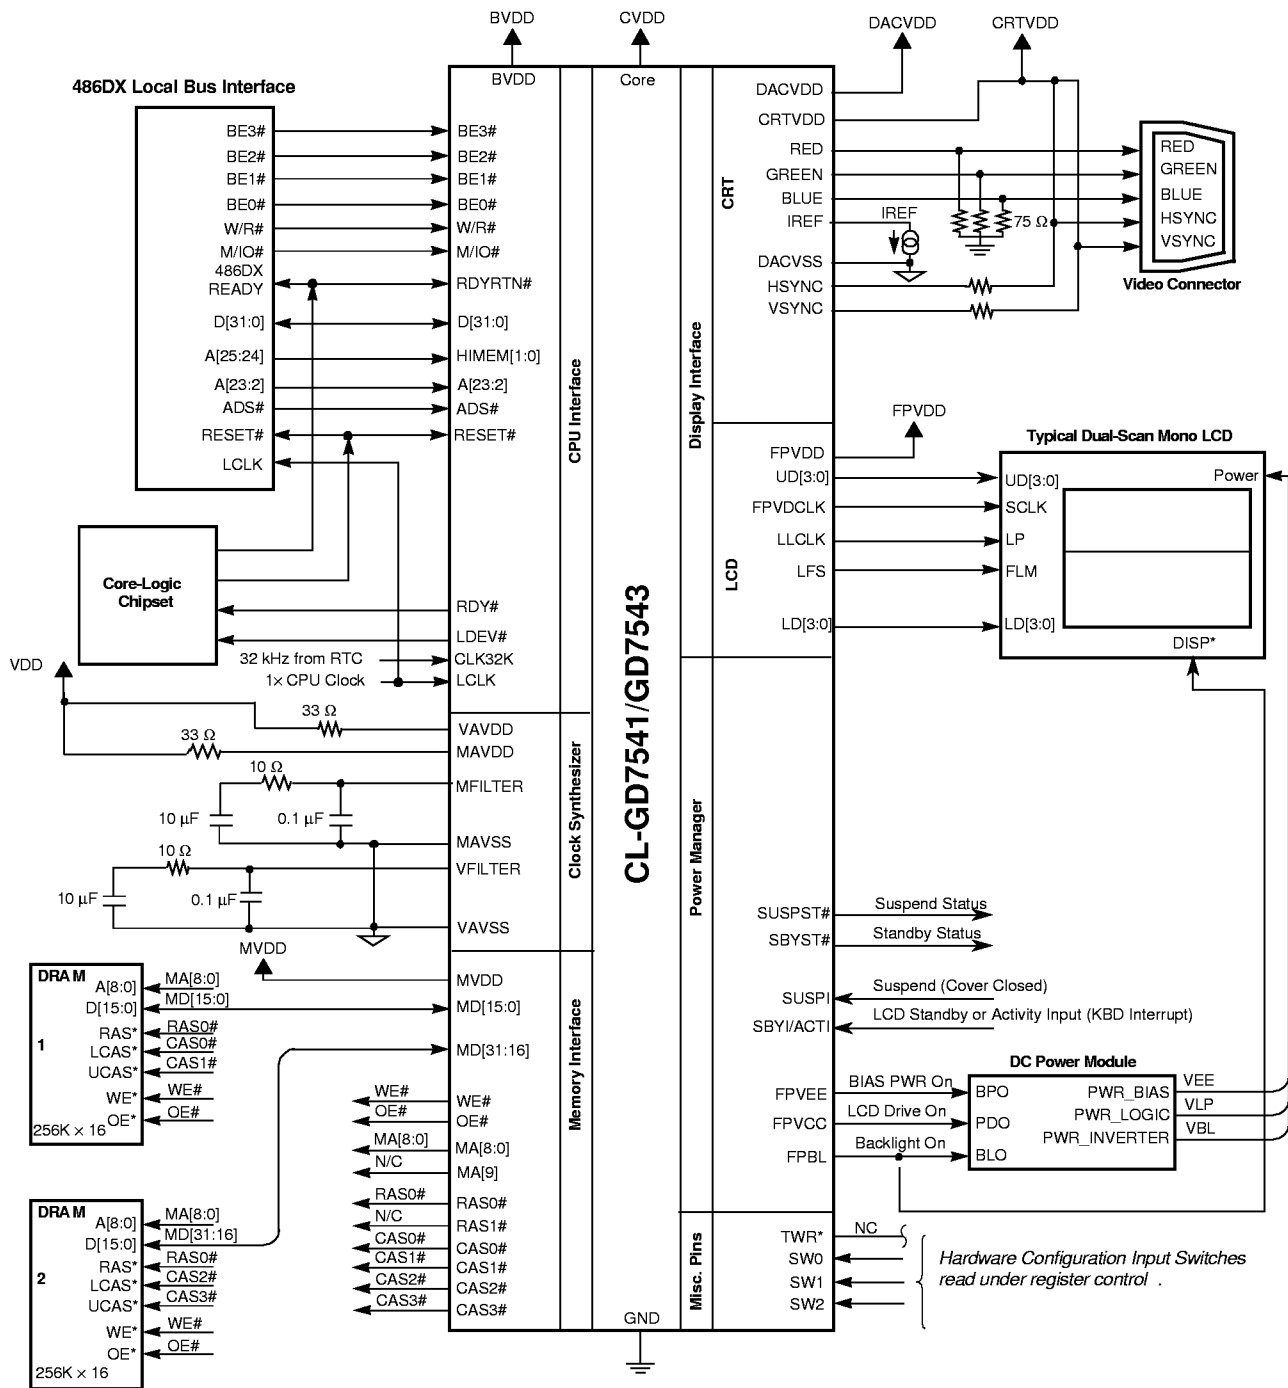 BVDD
CVDD
DACVDD
CRTVDD
486DX Local Bus Interface
BE3#
BE2#
BE1#
BE0#
W/R#
M/IO#
486DX
READY
D[31:0]
A[25:24]
A[23:2]
ADS#
RESET#
LCLK
Core-Logic
Chipset
32 kHz from RTC
1× CPU Clock
VDD
33 Ω
33 Ω
10 Ω
10 µF
0.1 µF
10 Ω
10 µF
0.1 µF
MVDD
BVDD
BE3#
BE2#
BE1#
BE0#
W/R#
M/IO#
RDYRTN#
D[31:0]
HIMEM[1:0]
A[23:2]
ADS#
RESET#
RDY#
LDEV#
CLK32K
LCLK
VAVDD
MAVDD
MFILTER
MAVSS
VFILTER
VAVSS
MVDD
MD[15:0]
MD[31:16]
WE#
OE#
MA[8:0]
MA[9]
RAS0#
RAS1#
CAS0#
CAS1#
CAS2#
CAS3#
WE#
OE#
MA[8:0]
N/C
RAS0#
N/C
CAS0#
CAS1#
CAS2#
CAS3#
CPU Interface
Clock Synthesizer
Memory Interface
Core
CL-GD7541/GD7543
GND
Display Interface
Power Manager
Misc. Pins
CRT
LCD
DRAM
1
256K × 16
A[8:0]
D[15:0]
RAS*
LCAS*
UCAS*
WE*
OE*
MA[8:0]
MD[15:0]
RAS0#
CAS0#
CAS1#
WE#
OE#
DRAM
2
256K × 16
A[8:0]
D[15:0]
RAS*
LCAS*
UCAS*
WE*
OE*
MA[8:0]
MD[31:16]
RAS0#
CAS2#
CAS3#
WE#
OE#
DACVDD
CRTVDD
RED
GREEN
BLUE
IREF
DACVSS
HSYNC
VSYNC
IREF
75 Ω
RED
GREEN
BLUE
HSYNC
VSYNC
Video Connector
FPVDD
FPVDD
UD[3:0]
FPVDCLK
LLCLK
LFS
LD[3:0]
Typical Dual-Scan Mono LCD
UD[3:0]
SCLK
LP
FLM
LD[3:0]
Power
DISP*
SUSPST#
Suspend Status
SBYST#
Standby Status
SUSPI
Suspend (Cover Closed)
SBYI/ACTI
LCD Standby or Activity Input (KBD Interrupt)
FPVEE
BIAS PWR On
FPVCC
LCD Drive On
FPBL
Backlight On
DC Power Module
BPO
PDO
BLO
PWR_BIAS
PWR_LOGIC
PWR_INVERTER
VEE
VLP
VBL
TWR*
NC
SW0
SW1
SW2
Hardware Configuration Input Switches
read under register control .